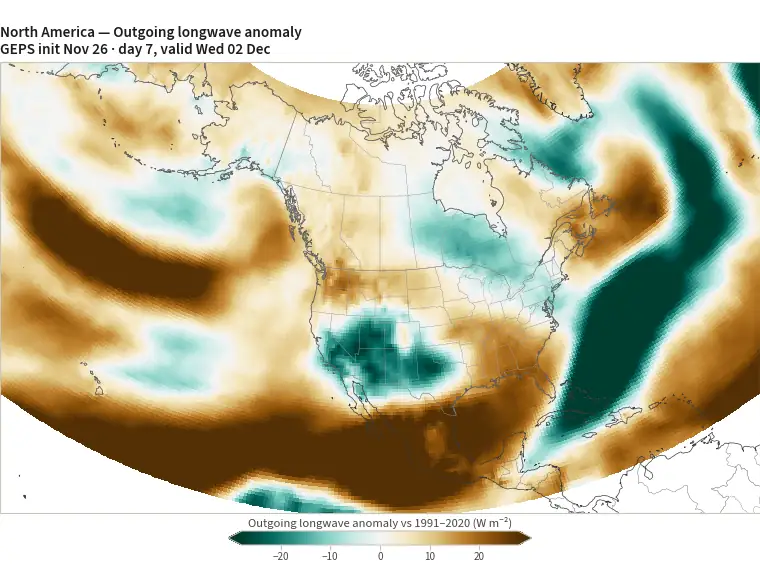 North America — Outgoing longwave anomaly
GEPS init Nov 26 · day 7, valid Wed 02 Dec
Outgoing longwave anomaly vs 1991–2020 (W m⁻²)
−20 −10 0 10 20